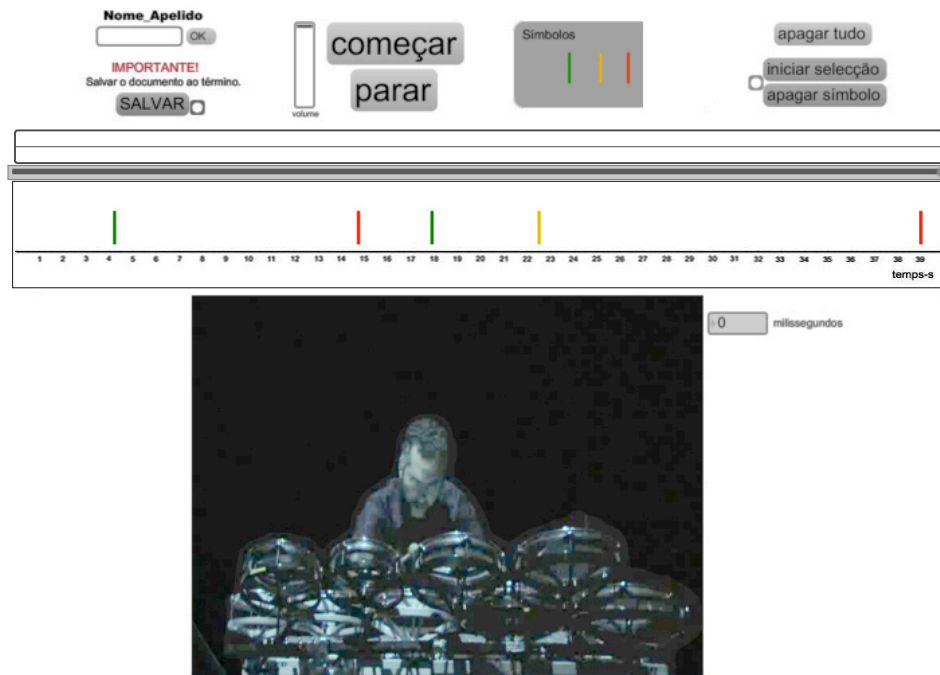 Nome_Apelido
OK
IMPORTANTE!
Salvar o documento ao término.
SALVAR
volume
começar
parar
Símbolos
apagar tudo
iniciar selecção
apagar símbolo
1 2 3 4 5 6 7 8 9 10 11 12 13 14 15 16 17 18 19 20 21 22 23 24 25 26 27 28 29 30 31 32 33 34 35 36 37 38 39
temps-s
0 milissegundos